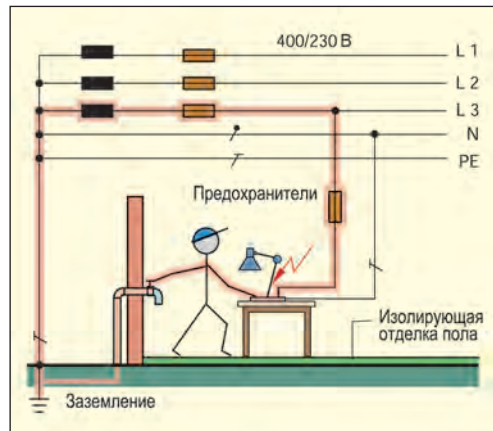 400/230 В
L 1
L 2
L 3
N
PE
Предохранители
Изолирующая
отделка пола
Заземление